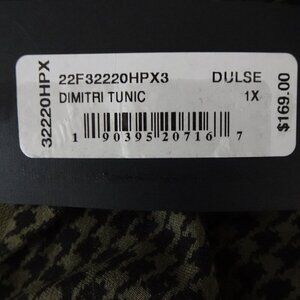 32220HPX
22F32220HPX3 DULSE
DIMITRI TUNIC 1X
$169.00
1 90395 20716 7